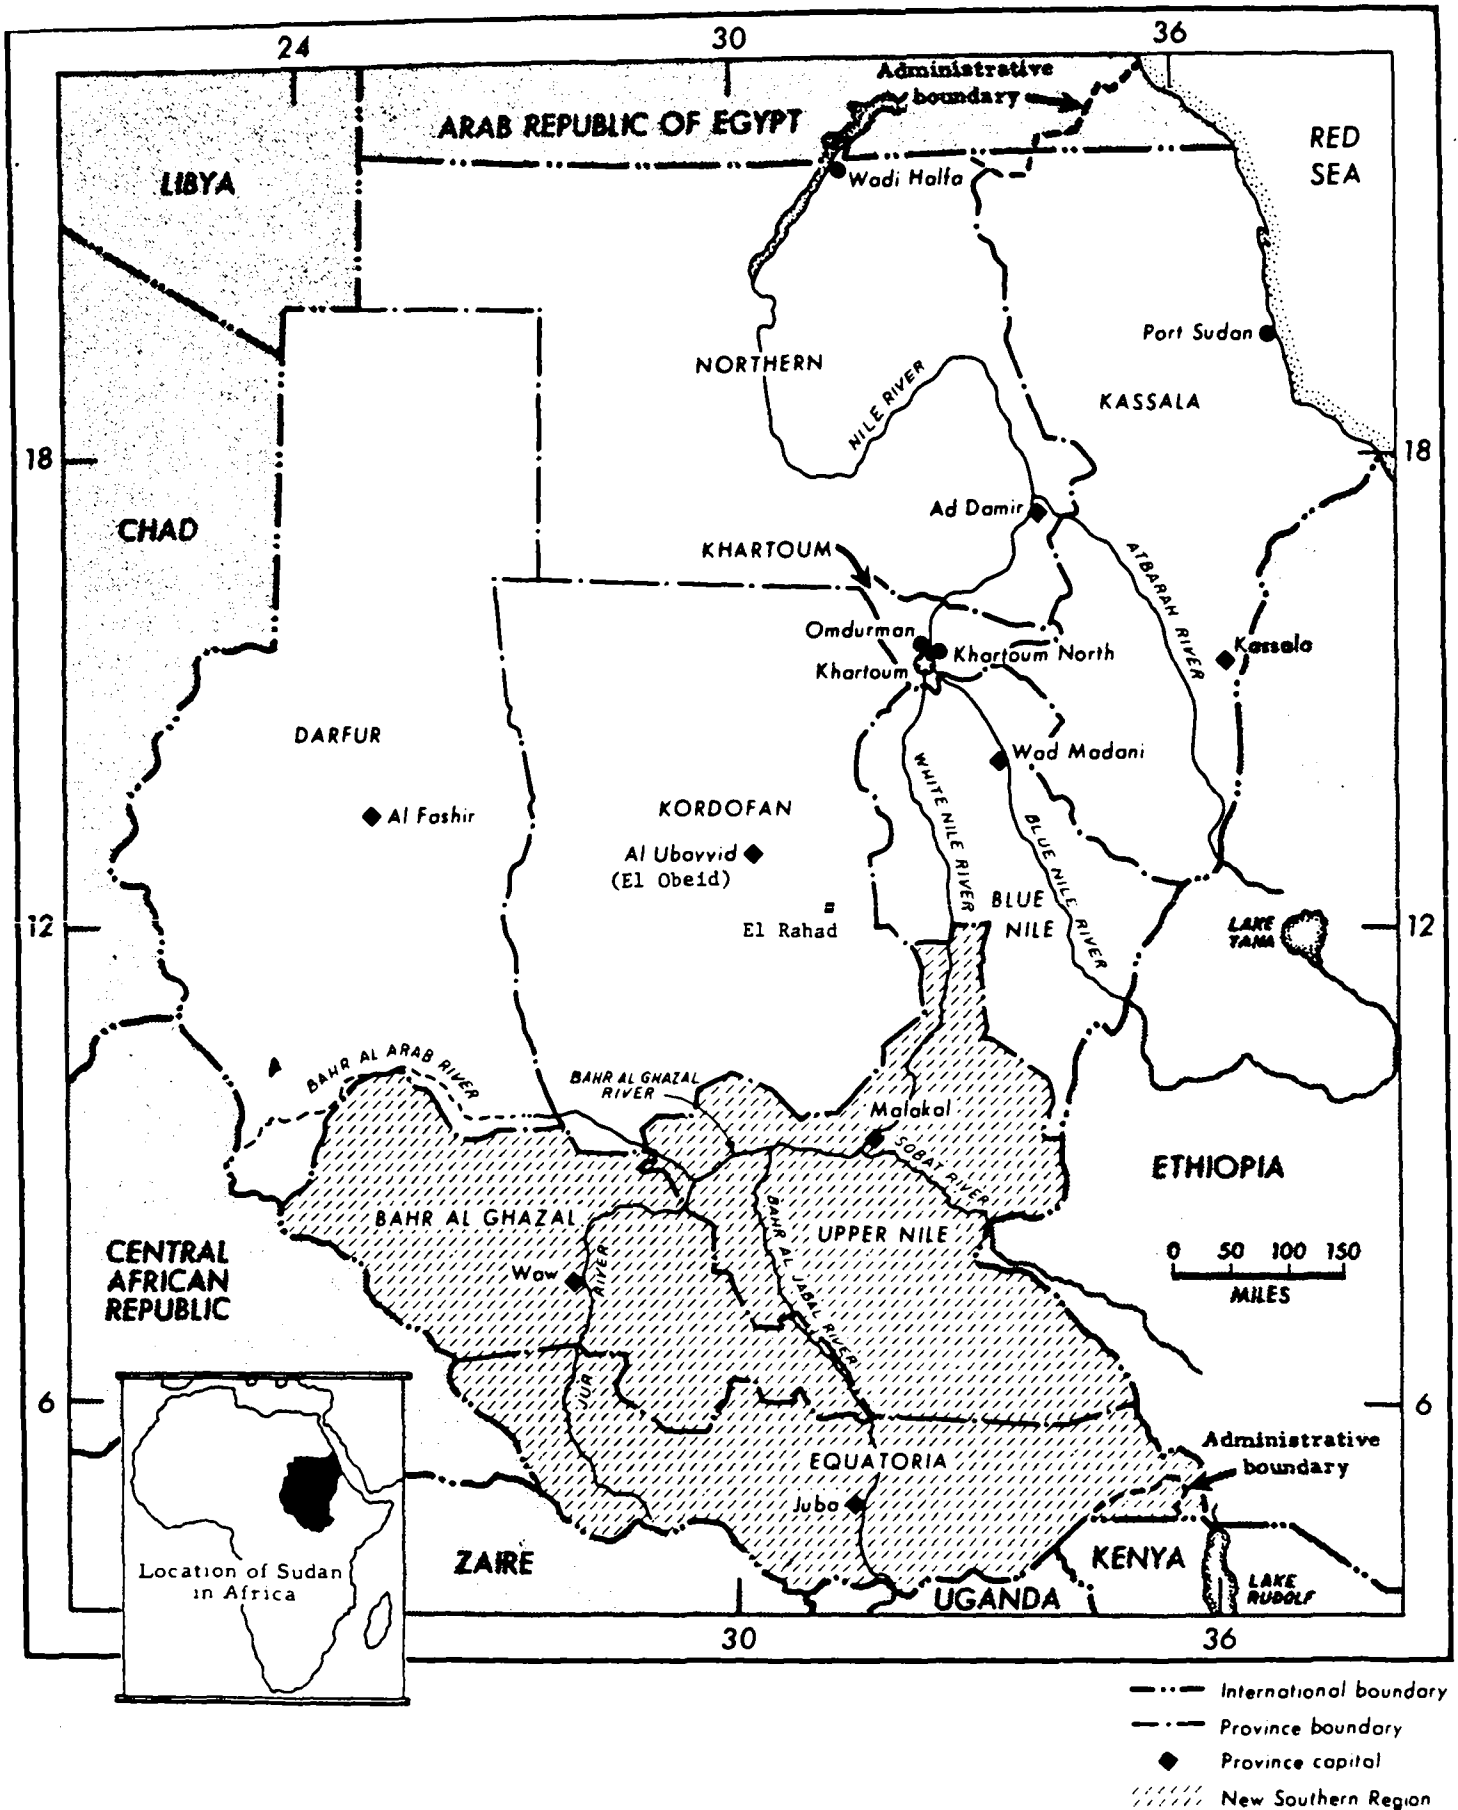 24
30
36
Administrative
boundary
ARAB REPUBLIC OF EGYPT
RED
SEA
LIBYA
Wadi Halfa
Port Sudan
NORTHERN
NILE RIVER
KASSALA
18
18
CHAD
Ad Damir
KHARTOUM
ATBARAH RIVER
Omdurman
Khartoum North
Khartoum
Kassala
DARFUR
Wad Madani
WHITE NILE RIVER
KORDOFAN
Al Fashir
BLUE NILE RIVER
Al Ubayyid
(El Obeid)
BLUE
NILE
12
El Rahad
LAKE
TANA
12
A
BAHR AL ARAB RIVER
BAHR AL GHAZAL
RIVER
Malakal
SOBAT RIVER
ETHIOPIA
BAHR AL GHAZAL
UPPER NILE
BAHR AL JABAL RIVER
CENTRAL
AFRICAN
REPUBLIC
Waw
JUR RIVER
0 50 100 150
MILES
6
6
Administrative
boundary
EQUATORIA
Juba
Location of Sudan
in Africa
ZAIRE
KENYA
UGANDA
LAKE
RUDOLF
30
36
International boundary
Province boundary
Province capital
New Southern Region